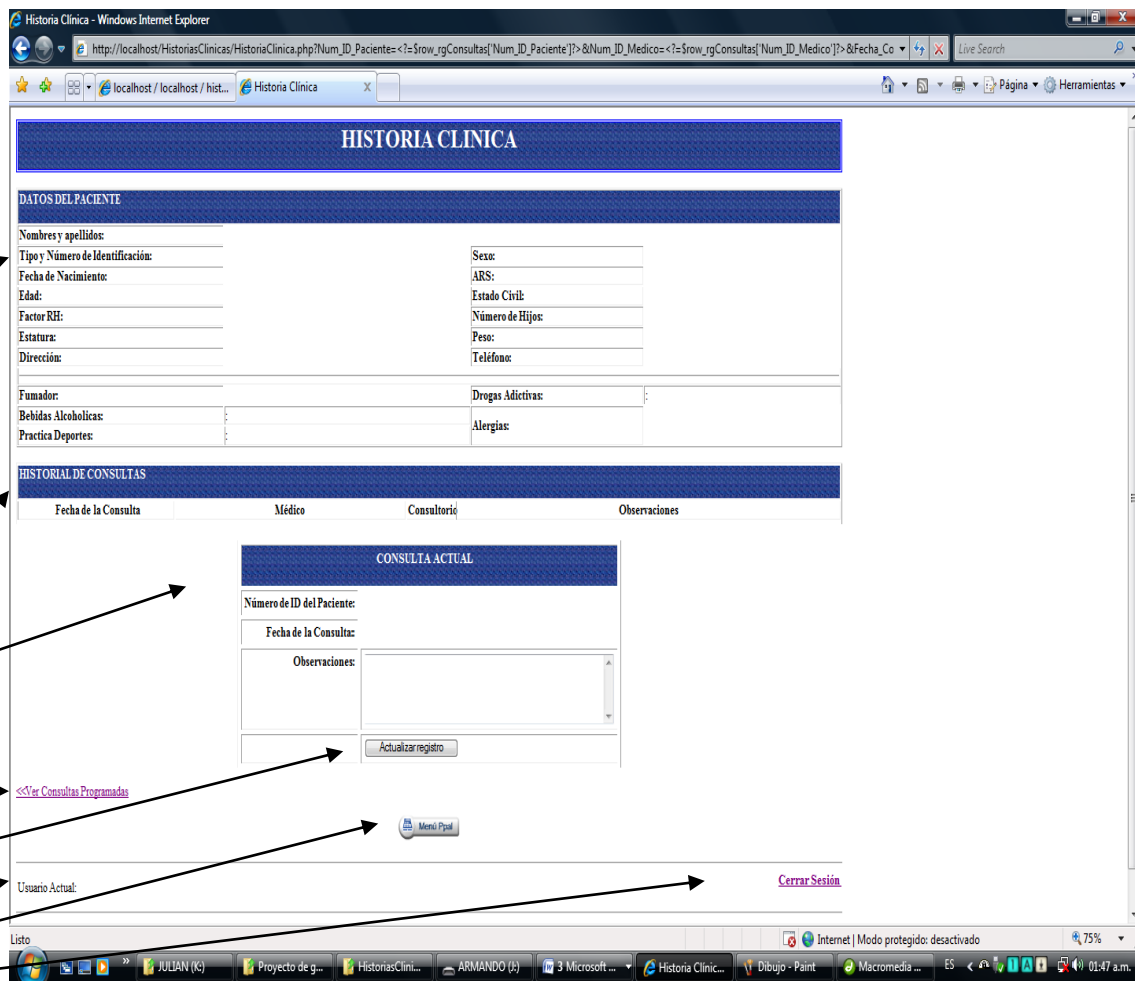 Historia Clínica - Windows Internet Explorer
http://localhost/HistoriasClinicas/HistoriaClinica.php?Num_ID_Paciente=<?=$row_rgConsultas['Num_ID_Paciente']?>&Num_ID_Medico=<?=$row_rgConsultas['Num_ID_Medico']?>&Fecha_Co
Live Search
localhost / localhost / hist...
Historia Clínica
X
Página
Herramientas
HISTORIA CLINICA
DATOS DEL PACIENTE
Nombres y apellidos:
Tipo y Número de Identificación:
Sexo:
Fecha de Nacimiento:
ARS:
Edad:
Estado Civil:
Factor RH:
Número de Hijos:
Estatura:
Peso:
Dirección:
Teléfono:
Fumador:
Drogas Adictivas:
:
Bebidas Alcoholicas:
:
Alergias:
Practica Deportes:
:
HISTORIAL DE CONSULTAS
Fecha de la Consulta
Médico
Consultorio
Observaciones
CONSULTA ACTUAL
Número de ID del Paciente:
Fecha de la Consulta::
Observaciones:
Actualizar registro
<<Ver Consultas Programadas
Menú Ppal
Usuario Actual:
Cerrar Sesión
Listo
Internet | Modo protegido: desactivado
75%
JULIAN (K:)
Proyecto de g...
HistoriasClini...
ARMANDO (J:)
3 Microsoft ...
Historia Clínic...
Dibujo - Paint
Macromedia ...
ES
01:47 a.m.